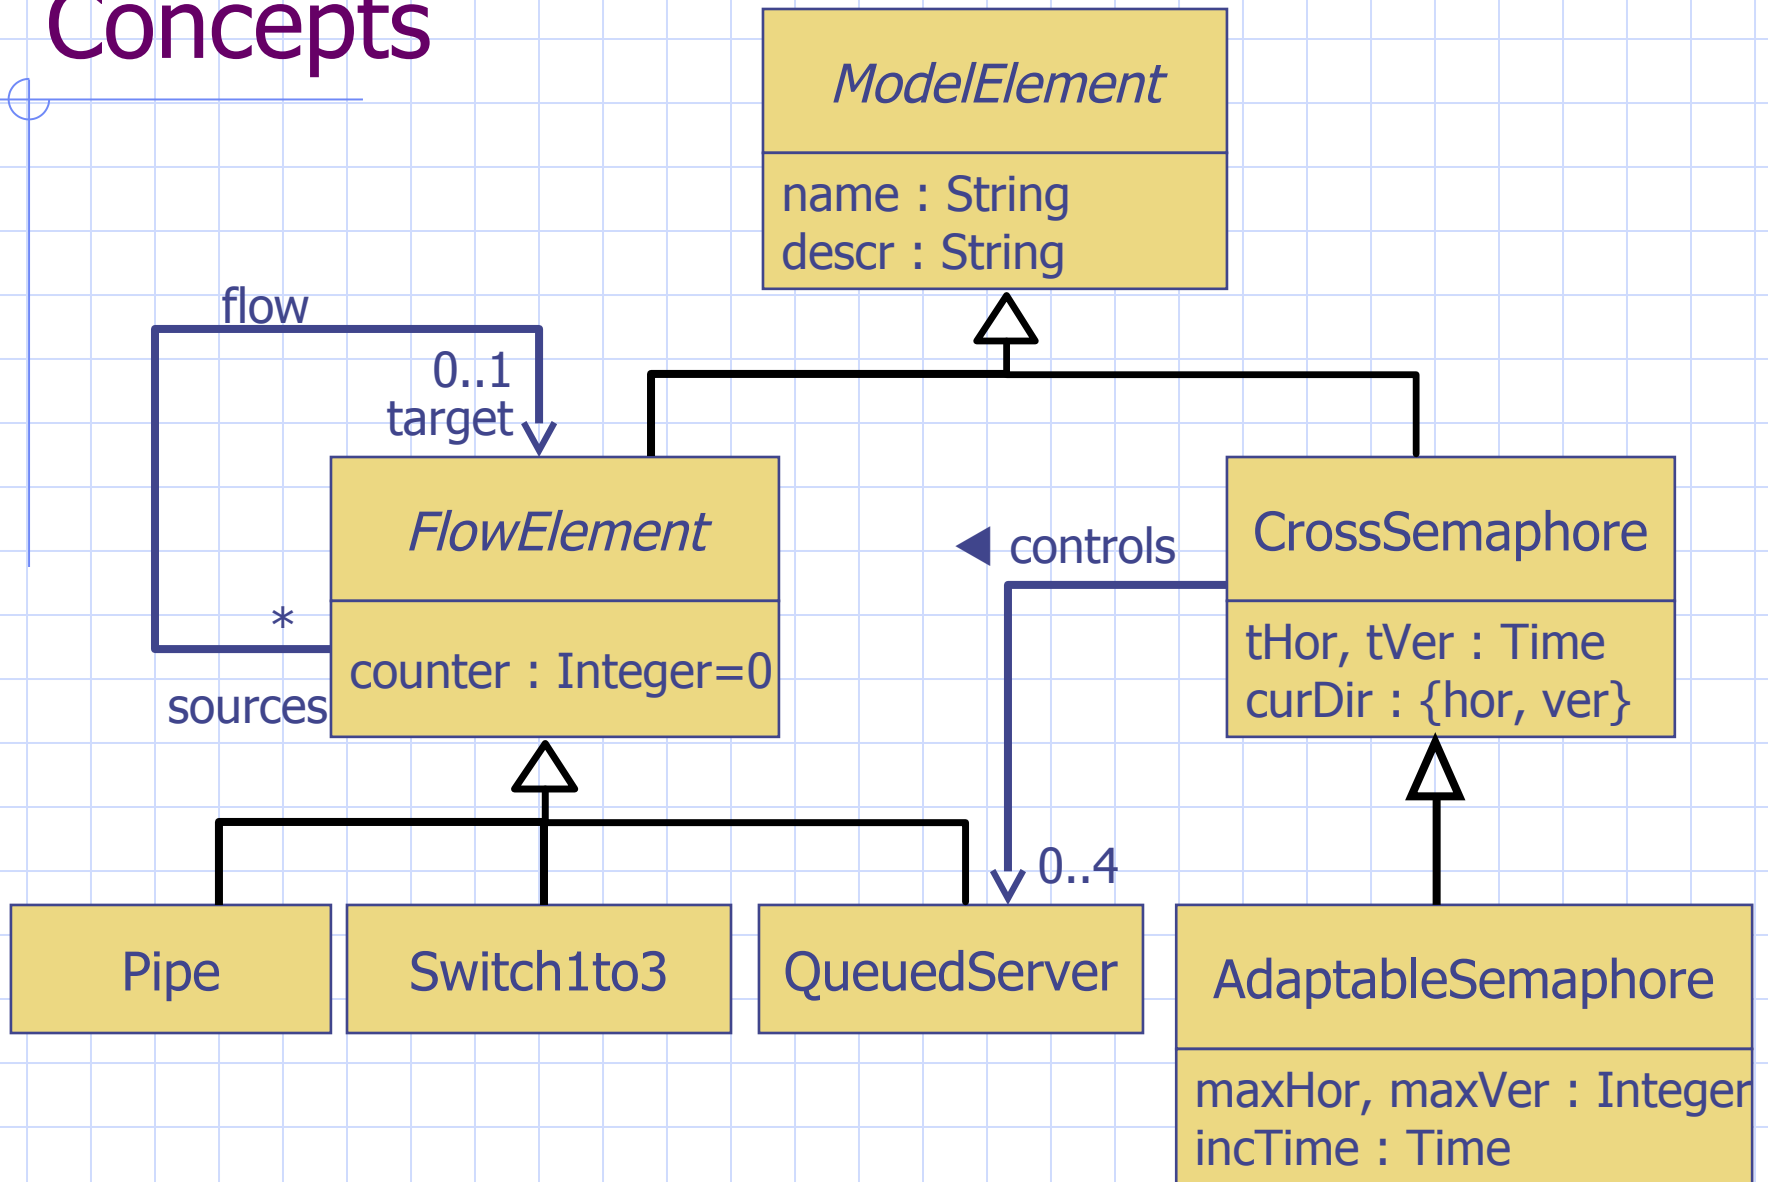 Concepts
ModelElement
name : String
descr : String
flow
0..1
target
FlowElement
*
sources
counter : Integer=0
controls
CrossSemaphore
tHor, tVer : Time
curDir : {hor, ver}
0..4
Pipe
Switch1to3
QueuedServer
AdaptableSemaphore
maxHor, maxVer : Integer
incTime : Time